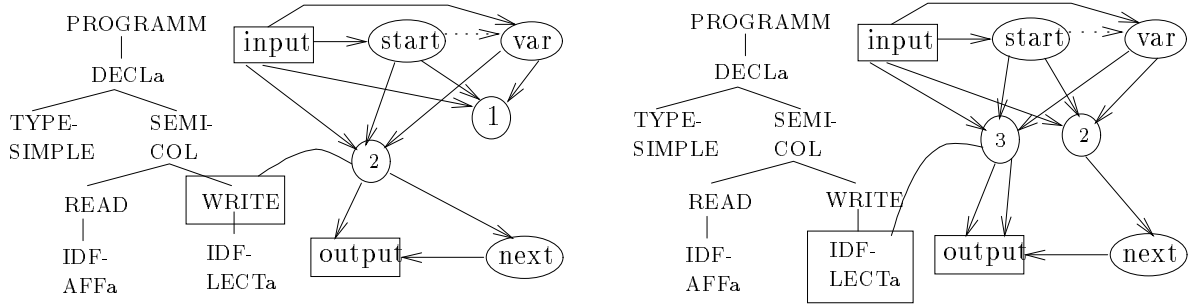 PROGRAMM
input
start
var
DECLa
1
TYPE-
SIMPLE
SEMI-
COL
2
READ
WRITE
IDF-
AFFa
IDF-
LECTa
output
next
PROGRAMM
input
start
var
DECLa
TYPE-
SIMPLE
SEMI-
COL
3
2
READ
WRITE
IDF-
AFFa
IDF-
LECTa
output
next